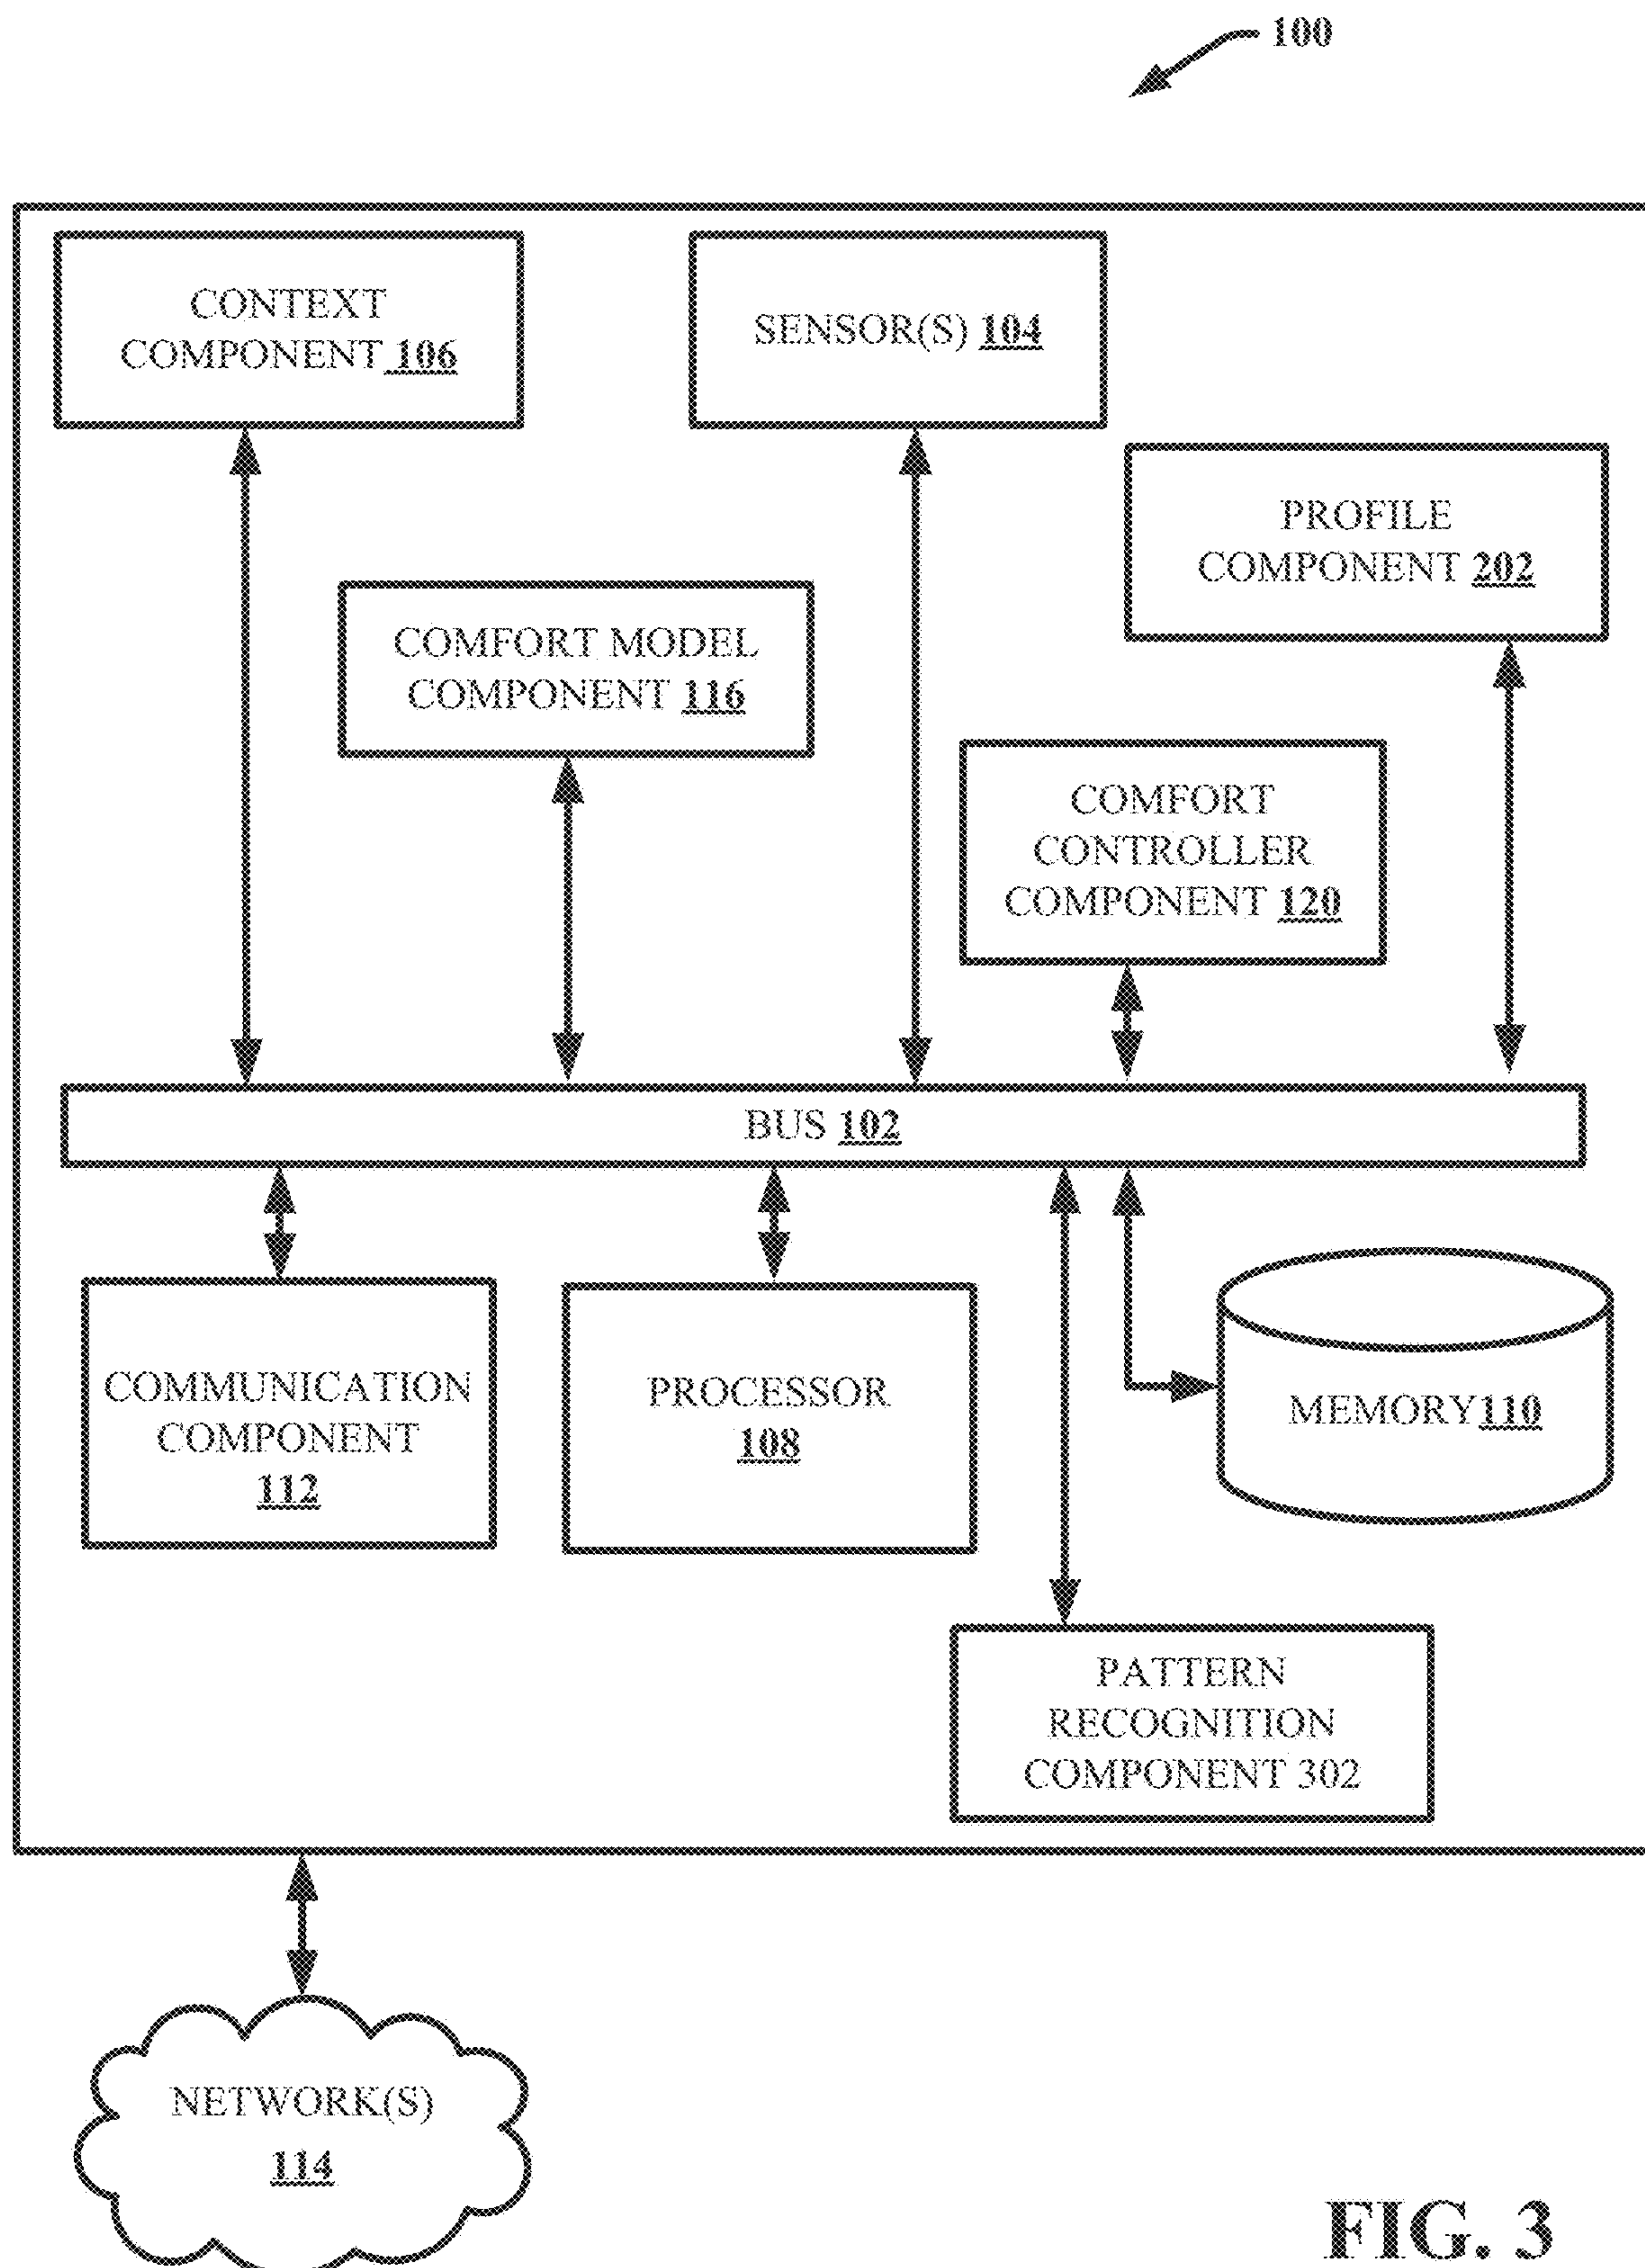 100
CONTEXT
COMPONENT 106
SENSOR(S) 104
PROFILE
COMPONENT 202
COMFORT MODEL
COMPONENT 116
COMFORT
CONTROLLER
COMPONENT 120
BUS 102
COMMUNICATION
COMPONENT
112
PROCESSOR
108
MEMORY110
PATTERN
RECOGNITION
COMPONENT 302
NETWORK(S)
114
FIG. 3